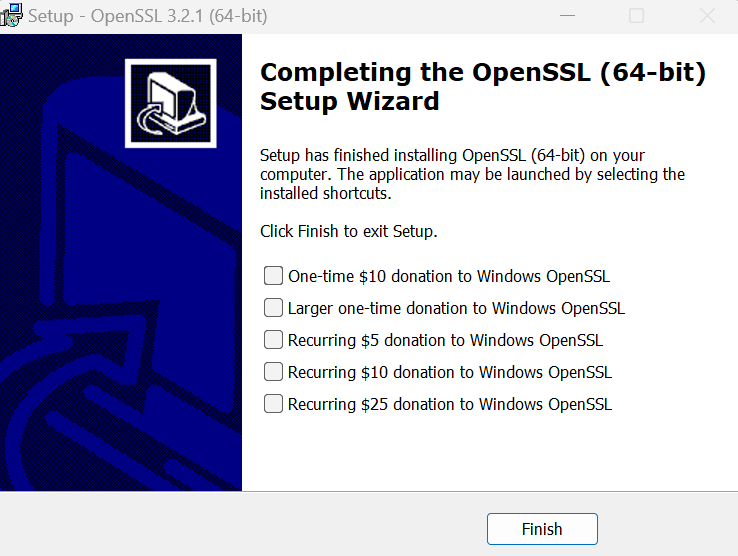 Setup - OpenSSL 3.2.1 (64-bit)
Completing the OpenSSL (64-bit)
Setup Wizard
Setup has finished installing OpenSSL (64-bit) on your
computer. The application may be launched by selecting the
installed shortcuts.
Click Finish to exit Setup.
One-time $10 donation to Windows OpenSSL
Larger one-time donation to Windows OpenSSL
Recurring $5 donation to Windows OpenSSL
Recurring $10 donation to Windows OpenSSL
Recurring $25 donation to Windows OpenSSL
Finish